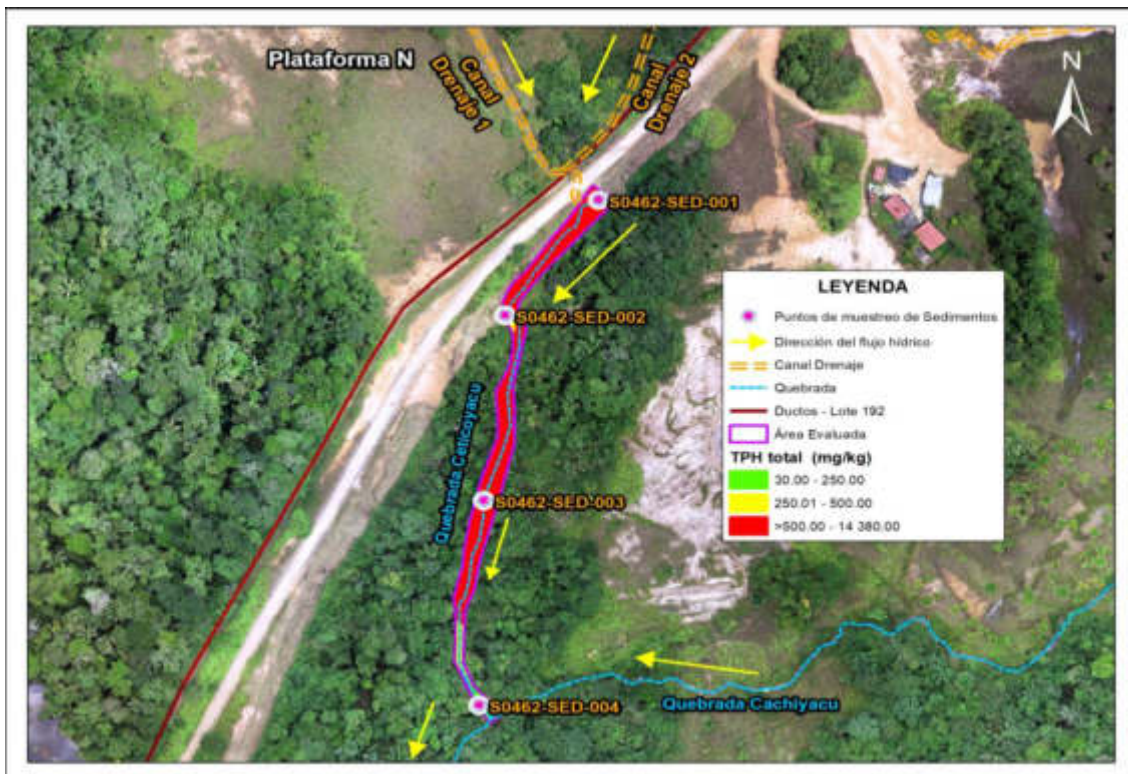 Plataforma N
Canal
Drenaje 1
Canal
Drenaje 2
N
S0462-SED-001
S0462-SED-002
Quebrada Ceticoyacu
S0462-SED-003
S0462-SED-004
Quebrada Cachiyacu
LEYENDA
Puntos de muestreo de Sedimentos
Dirección del flujo hídrico
Canal Drenaje
Quebrada
Ductos - Lote 192
Área Evaluada
TPH total (mg/kg)
30.00 - 250.00
250.01 - 500.00
>500.00 - 14 380.00